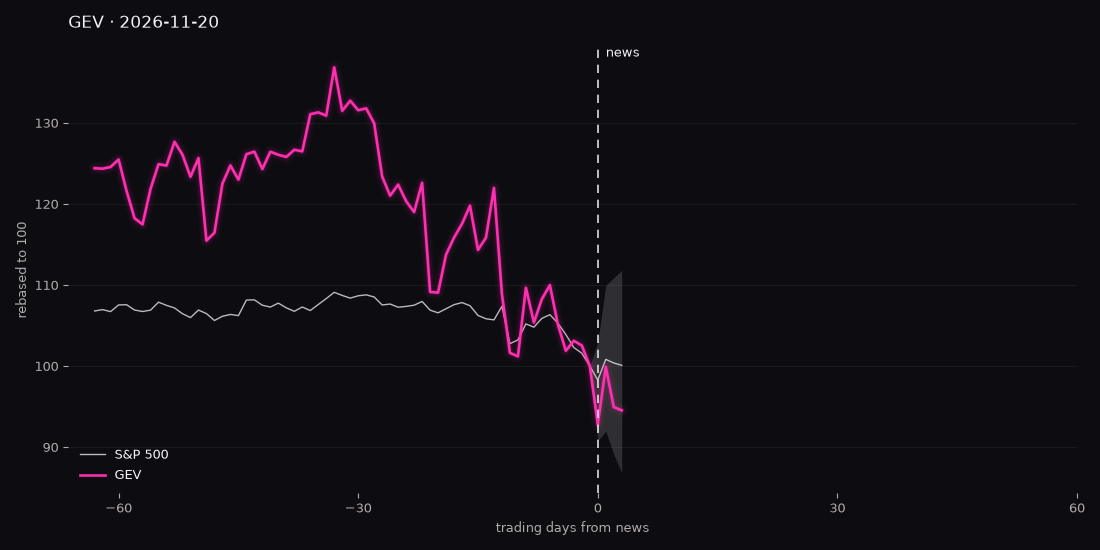 GEV · 2026-11-20
news
rebased to 100
130
120
110
100
90
S&P 500
GEV
−60
−30
0
30
60
trading days from news